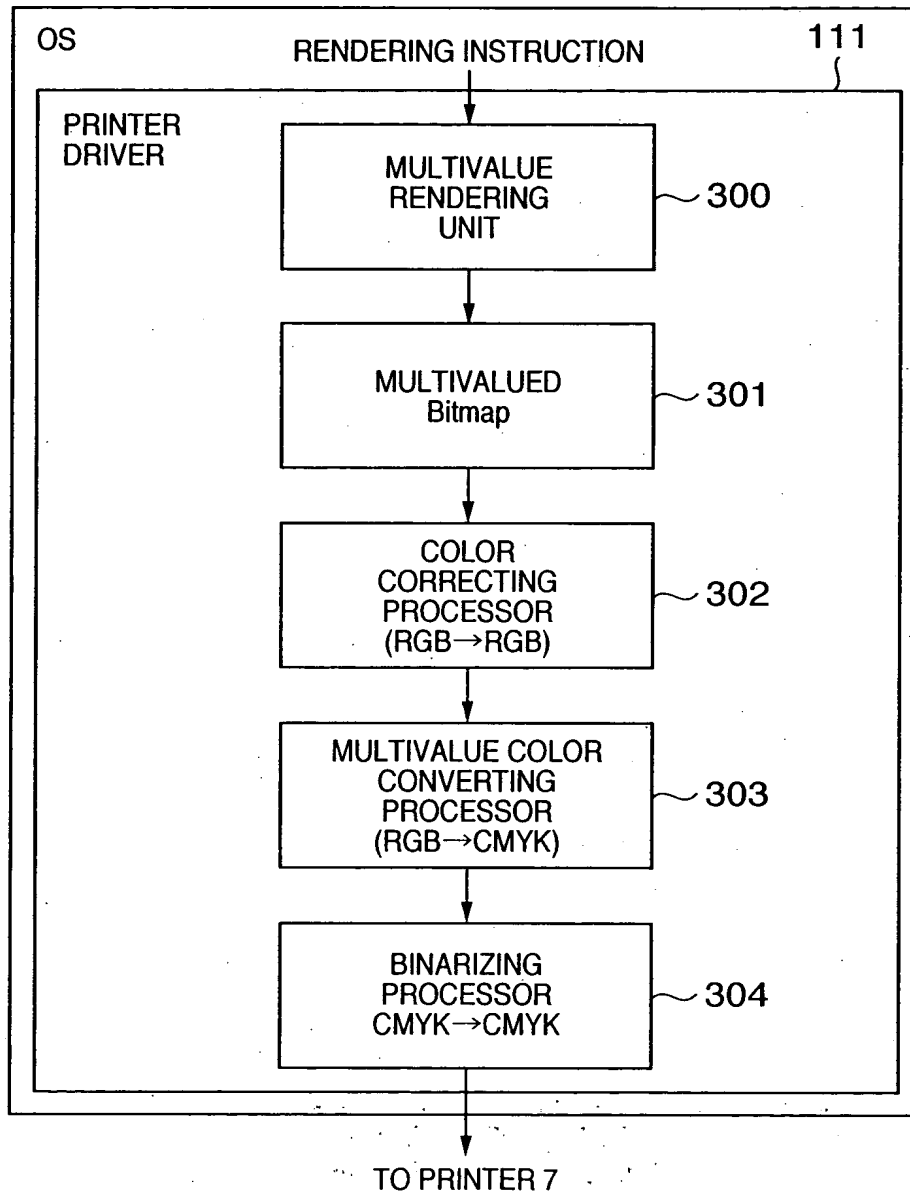 OS
RENDERING INSTRUCTION
111
PRINTER
DRIVER
MULTIVALUE
RENDERING
UNIT
300
MULTIVALUED
Bitmap
301
COLOR
CORRECTING
PROCESSOR
(RGB→RGB)
302
MULTIVALUE COLOR
CONVERTING
PROCESSOR
(RGB→CMYK)
303
BINARIZING
PROCESSOR
CMYK→CMYK
304
TO PRINTER 7